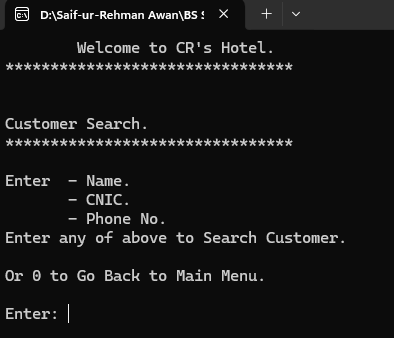 D:\Saif-ur-Rehman Awan\BS S
Welcome to CR's Hotel.
********************************
Customer Search.
********************************
Enter  - Name.
- CNIC.
- Phone No.
Enter any of above to Search Customer.
Or 0 to Go Back to Main Menu.
Enter: